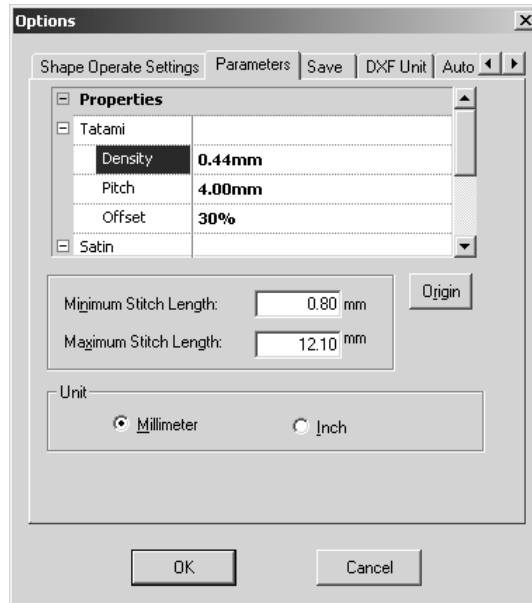 Options
Shape Operate Settings Parameters Save DXF Unit Auto
Properties
Tatami
Density 0.44mm
Pitch 4.00mm
Offset 30%
Satin
Minimum Stitch Length: 0.80 mm
Origin
Maximum Stitch Length: 12.10 mm
Unit
Millimeter Inch
OK Cancel